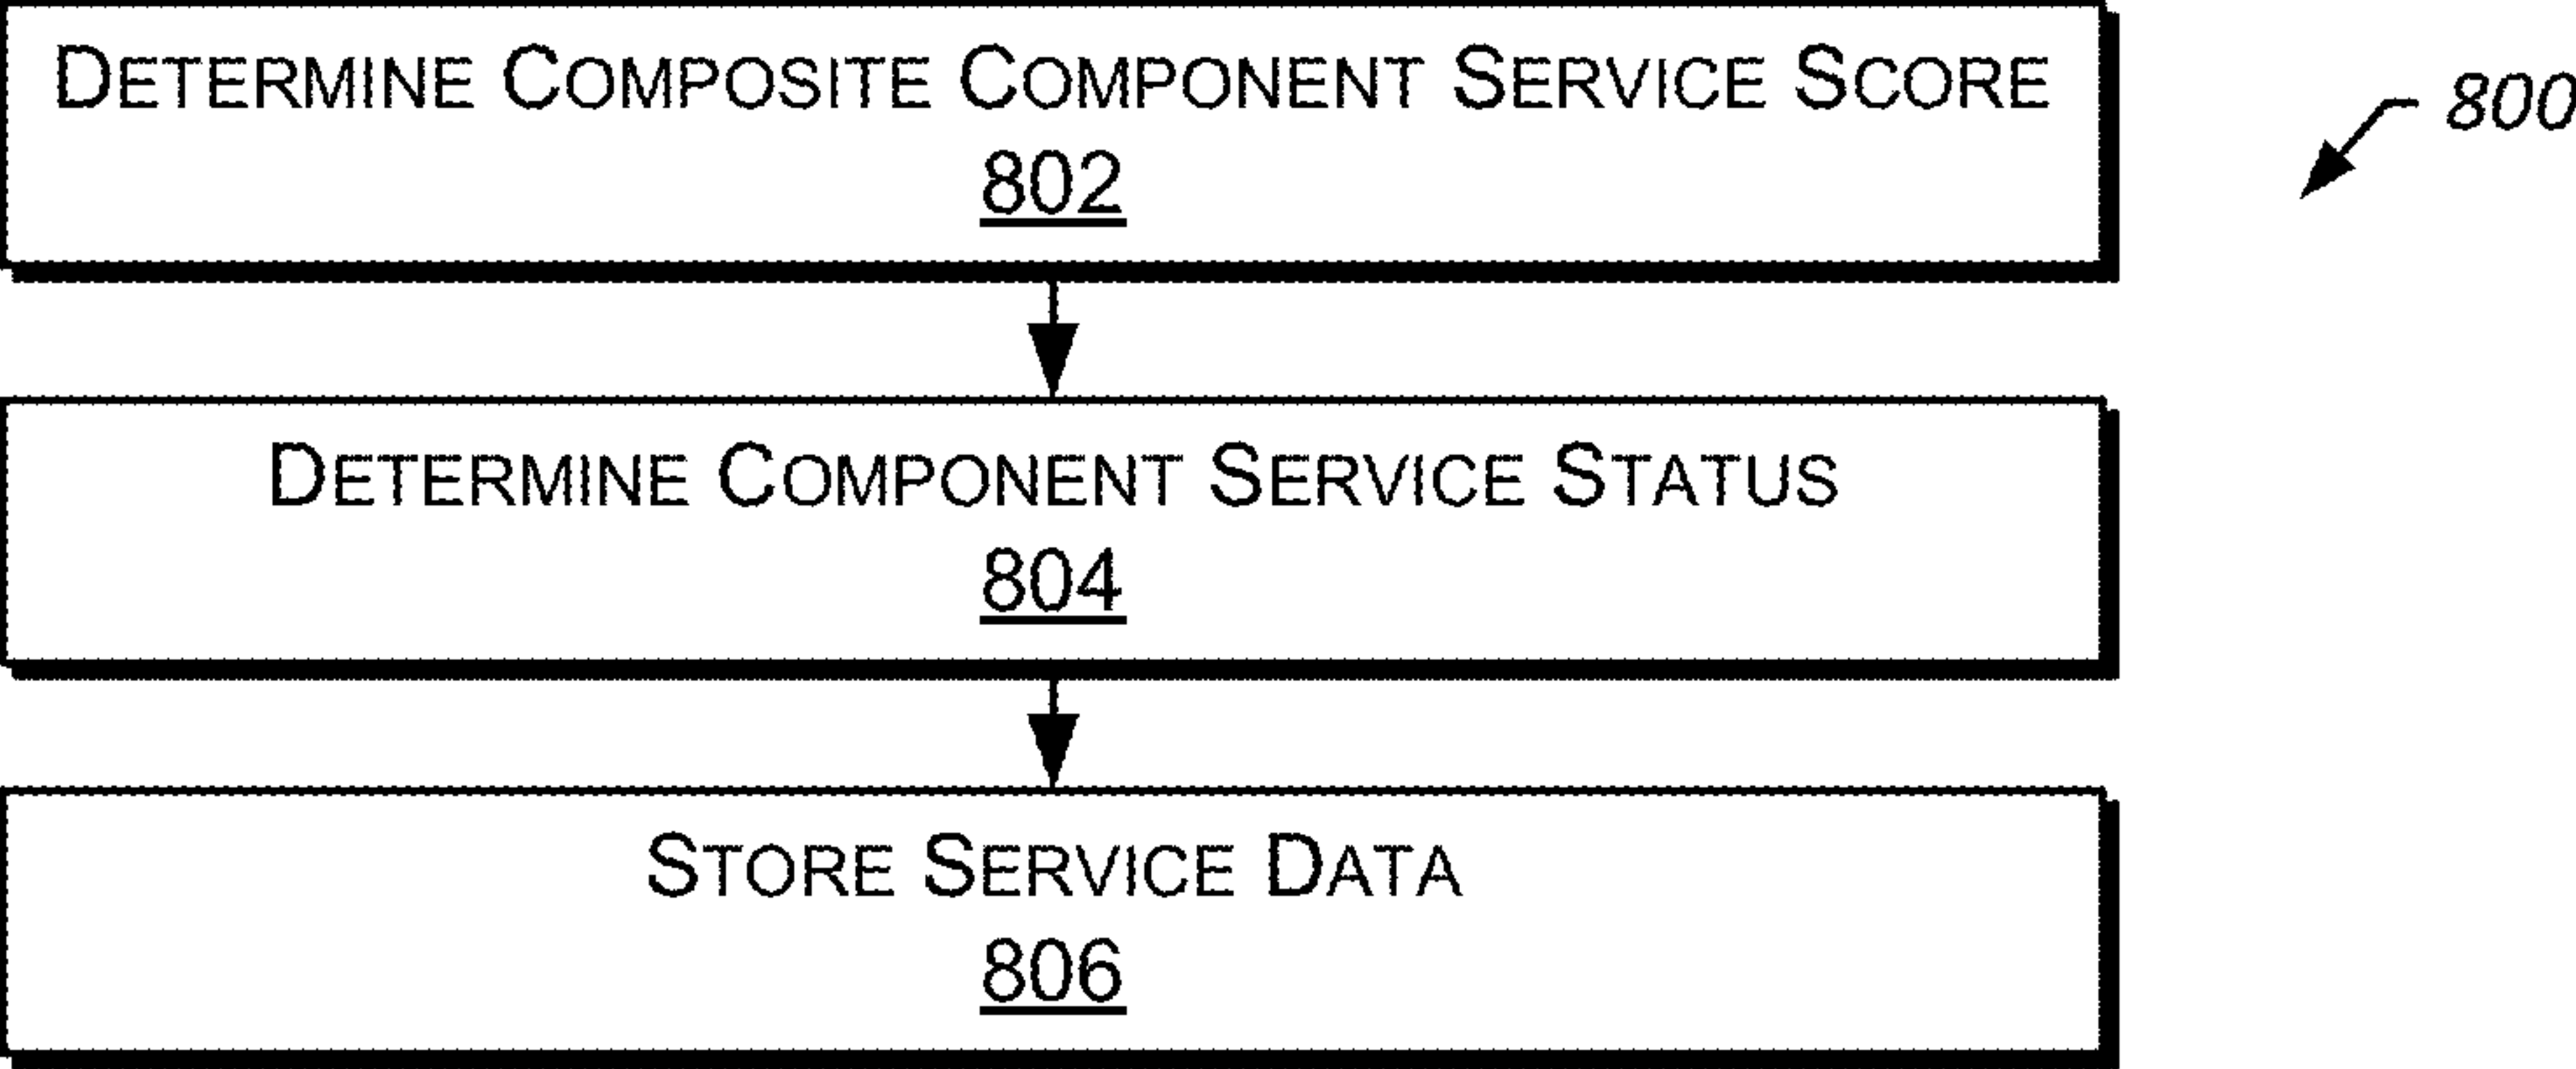 DETERMINE COMPOSITE COMPONENT SERVICE SCORE
802
800
DETERMINE COMPONENT SERVICE STATUS
804
STORE SERVICE DATA
806